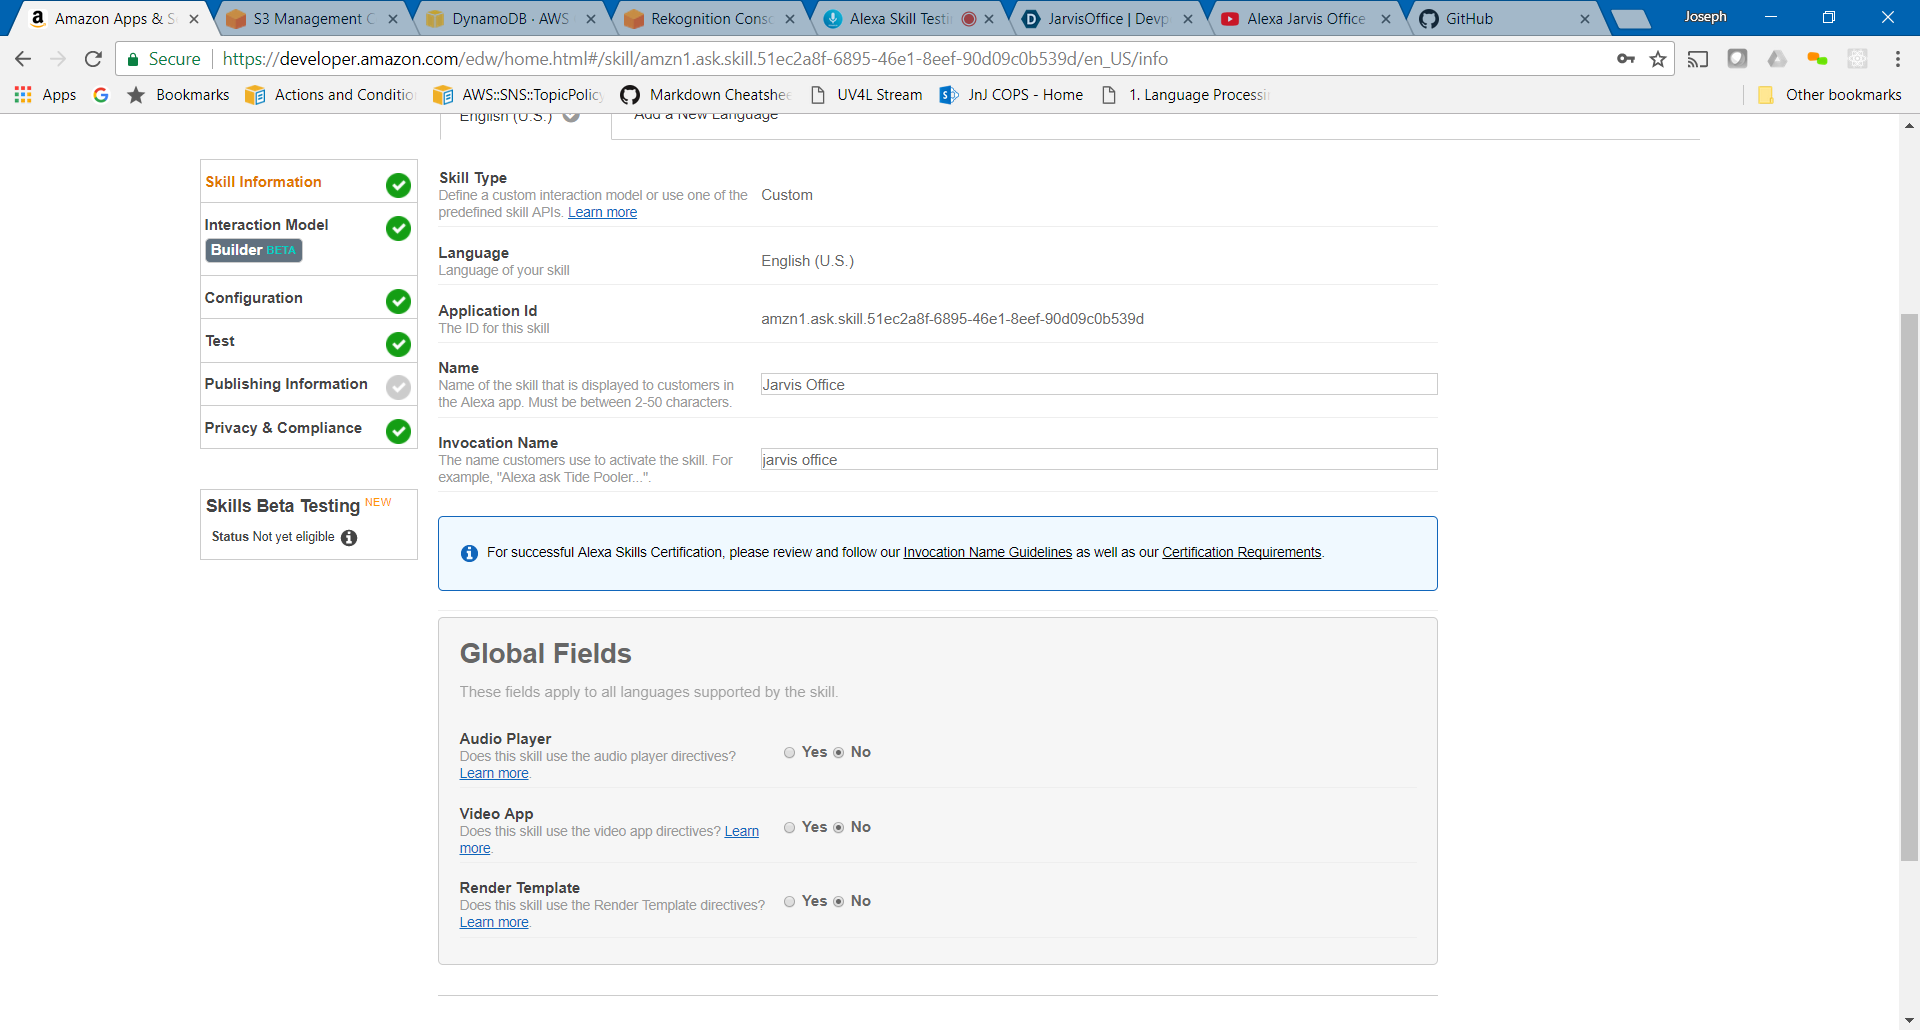 Amazon Apps & S
S3 Management C
DynamoDB · AWS
Rekognition Conso
Alexa Skill Testi
JarvisOffice | Devp
Alexa Jarvis Office
GitHub
Joseph
Secure
https://developer.amazon.com/edw/home.html#/skill/amzn1.ask.skill.51ec2a8f-6895-46e1-8eef-90d09c0b539d/en_US/info
Apps
Bookmarks
Actions and Conditio
AWS::SNS::TopicPolicy
Markdown Cheatshee
UV4L Stream
JnJ COPS - Home
1. Language Processi
Other bookmarks
English (U.S.)
Add a New Language
Skill Information
Interaction Model
Builder BETA
Configuration
Test
Publishing Information
Privacy & Compliance
Skills Beta Testing NEW
Status Not yet eligible
Skill Type
Define a custom interaction model or use one of the
predefined skill APIs. Learn more
Custom
Language
Language of your skill
English (U.S.)
Application Id
The ID for this skill
amzn1.ask.skill.51ec2a8f-6895-46e1-8eef-90d09c0b539d
Name
Name of the skill that is displayed to customers in
the Alexa app. Must be between 2-50 characters.
Jarvis Office
Invocation Name
The name customers use to activate the skill. For
example, "Alexa ask Tide Pooler...".
jarvis office
For successful Alexa Skills Certification, please review and follow our Invocation Name Guidelines as well as our Certification Requirements.
Global Fields
These fields apply to all languages supported by the skill.
Audio Player
Does this skill use the audio player directives?
Learn more.
Yes No
Video App
Does this skill use the video app directives? Learn
more.
Yes No
Render Template
Does this skill use the Render Template directives?
Learn more.
Yes No